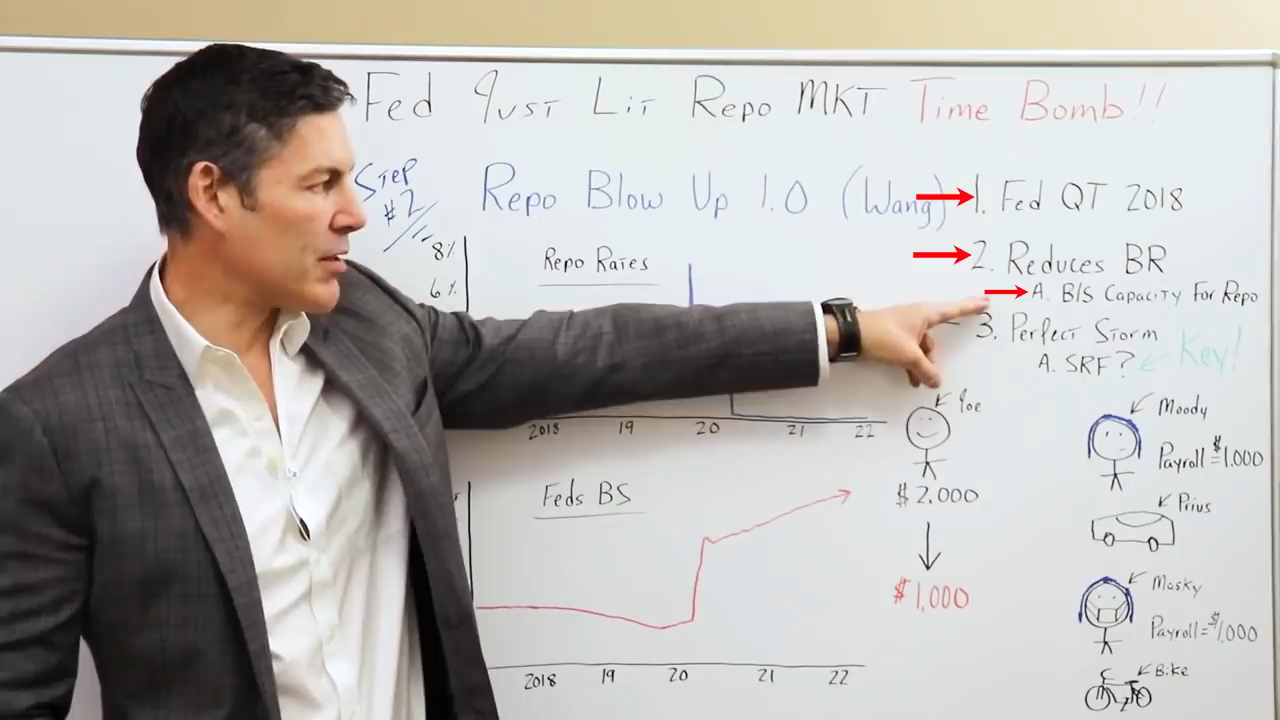 Fed Just Lit Repo MKT Time Bomb!!
Step
#2
Repo Blow Up 1.0 (Wang)
1. Fed QT 2018
2. Reduces BR
A. B/S Capacity For Repo
3. Perfect Storm
A. SRF? ← Key!
Repo Rates
8%
6%
2018 19 20 21 22
Feds BS
2018 19 20 21 22
Joe
$2,000
$1,000
Moody
Payroll = $1,000
Prius
Masky
Payroll = $1,000
Bike